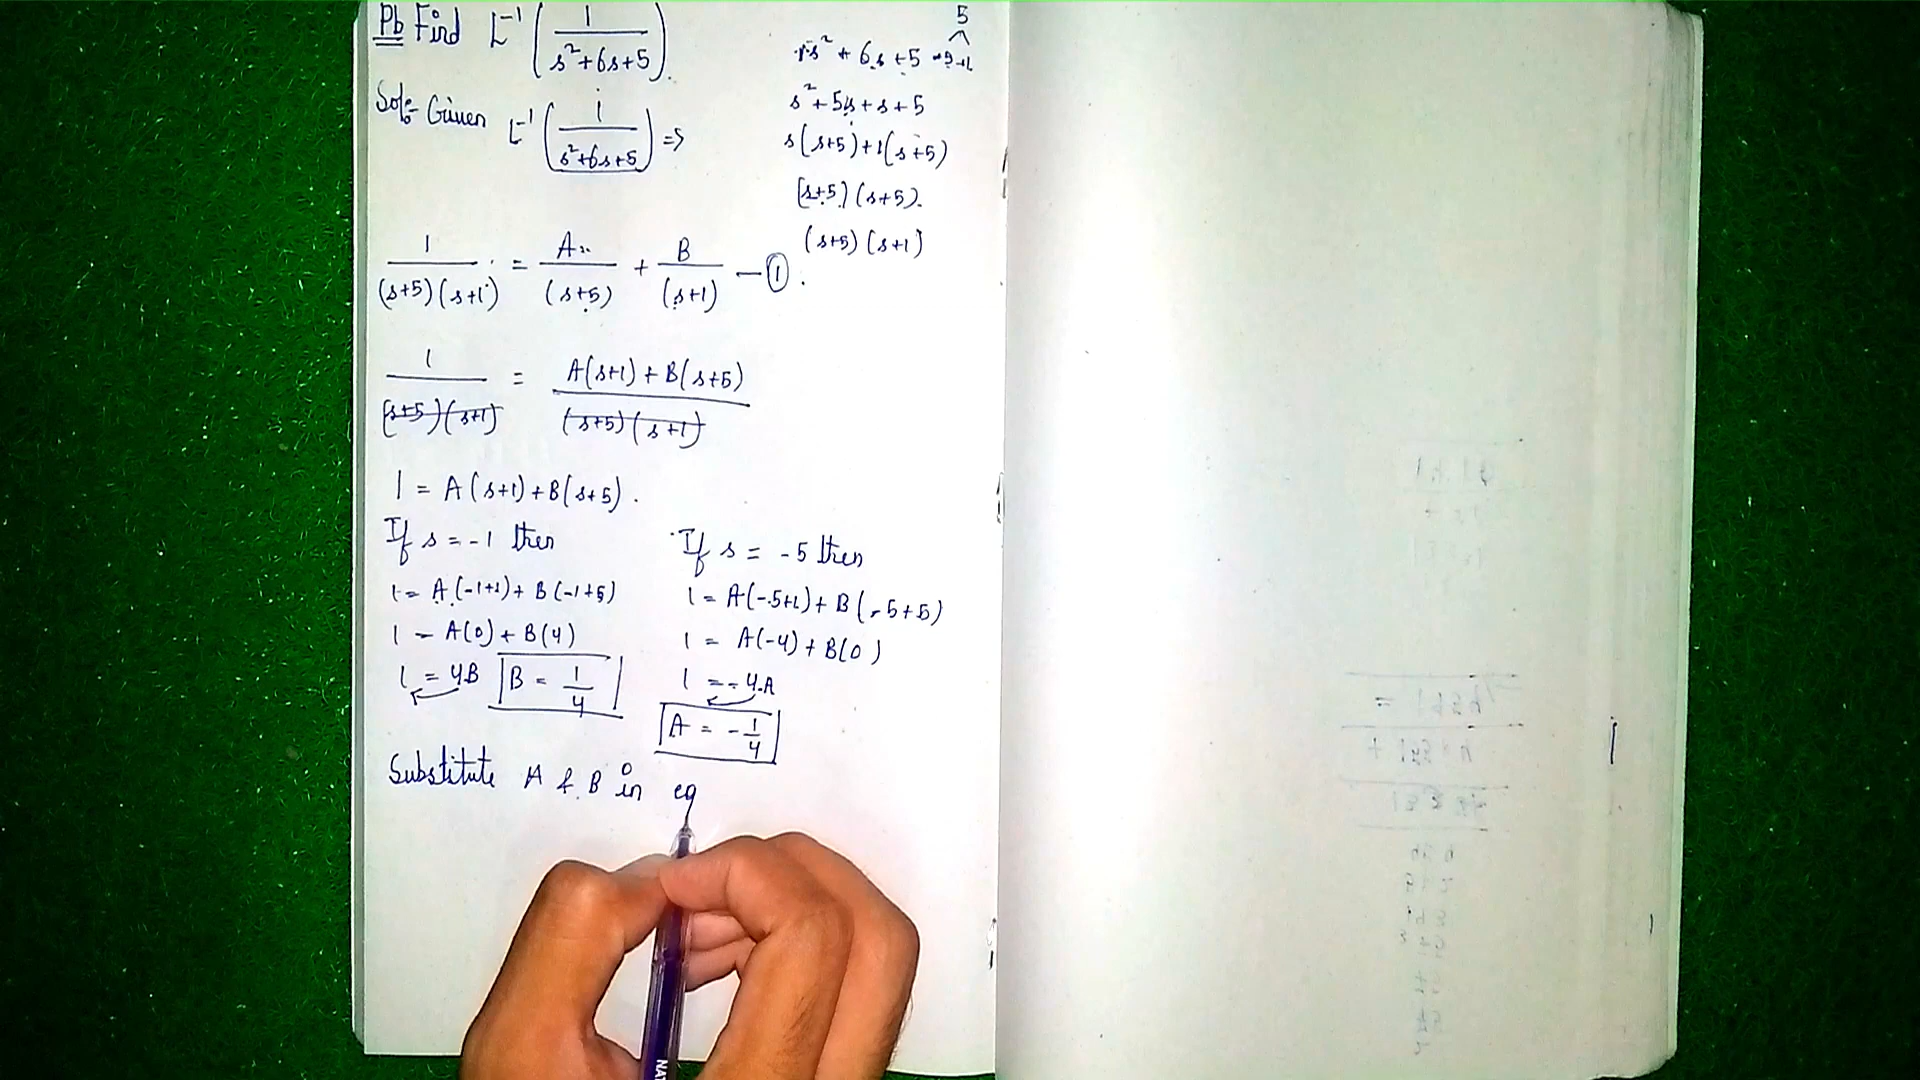 Pb Find L⁻¹(1/(s²+6s+5)).
Sol:- Given L⁻¹(1/(s²+6s+5)) =>
1/((s+5)(s+1)) = A/(s+5) + B/(s+1) — ①.
1/((s+5)(s+1)) = (A(s+1) + B(s+5))/((s+5)(s+1))
1 = A(s+1)+B(s+5).
If s = -1 then
1 = A(-1+1) + B(-1+5)
1 = A(0) + B(4)
1 = 4B B = 1/4
If s = -5 then
1 = A(-5+1) + B(-5+5)
1 = A(-4) + B(0)
1 = -4A
A = -1/4
Substitute A & B in eq
5
1·s² + 6s + 5
s² + 5s + s + 5
s(s+5)+1(s+5)
(s+5)(s+5).
(s+5)(s+1)
NAT